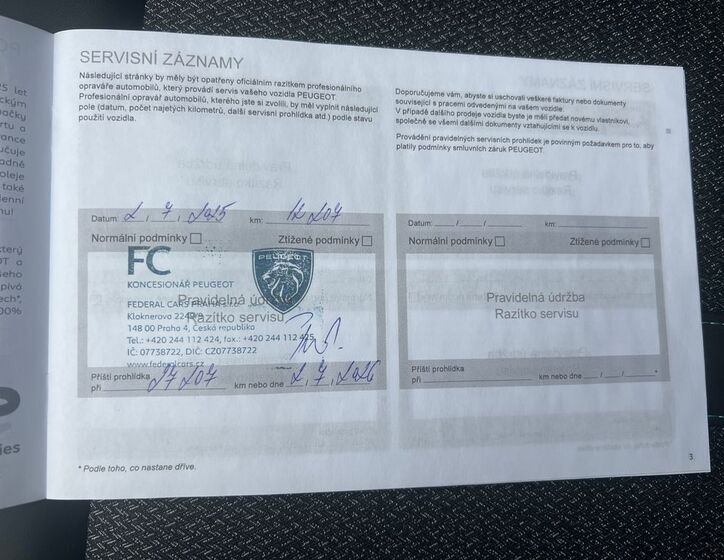 SERVISNÍ ZÁZNAMY
Následující stránky by měly být opatřeny oficiálním razítkem profesionálního
opraváře automobilů, který provádí servis vašeho vozidla PEUGEOT.
Profesionální opravář automobilů, kterého jste si zvolili, by měl vyplnit následující
pole (datum, počet najetých kilometrů, další servisní prohlídka atd.) podle stavu
použití vozidla.
Datum: 2 / 7 / 2025 km: 12 207
Normální podmínky Ztížené podmínky
FC
PEUGEOT
KONCESIONÁŘ PEUGEOT
FEDERAL CARS PRAHA s.r.o.
Pravidelná údržba
Kloknerova 2249/9
Razítko servisu
148 00 Praha 4, Česká republika
Tel.: +420 244 112 424, fax.: +420 244 112 425
IČ: 07738722, DIČ: CZ07738722
www.federalcars.cz
Příští prohlídka
při 27 207 km nebo dne 2, 7, 2026
* Podle toho, co nastane dříve.
Doporučujeme vám, abyste si uschovali veškeré faktury nebo dokumenty
související s pracemi odvedenými na vašem vozidle.
V případě dalšího prodeje vozidla byste je měli předat novému vlastníkovi,
společně se všemi dalšími dokumenty vztahujícími se k vozidlu.
Provádění pravidelných servisních prohlídek je povinným požadavkem pro to, aby
platily podmínky smluvních záruk PEUGEOT.
Datum: / / km:
Normální podmínky Ztížené podmínky
Pravidelná údržba
Razítko servisu
Příští prohlídka
při km nebo dne / / *
3